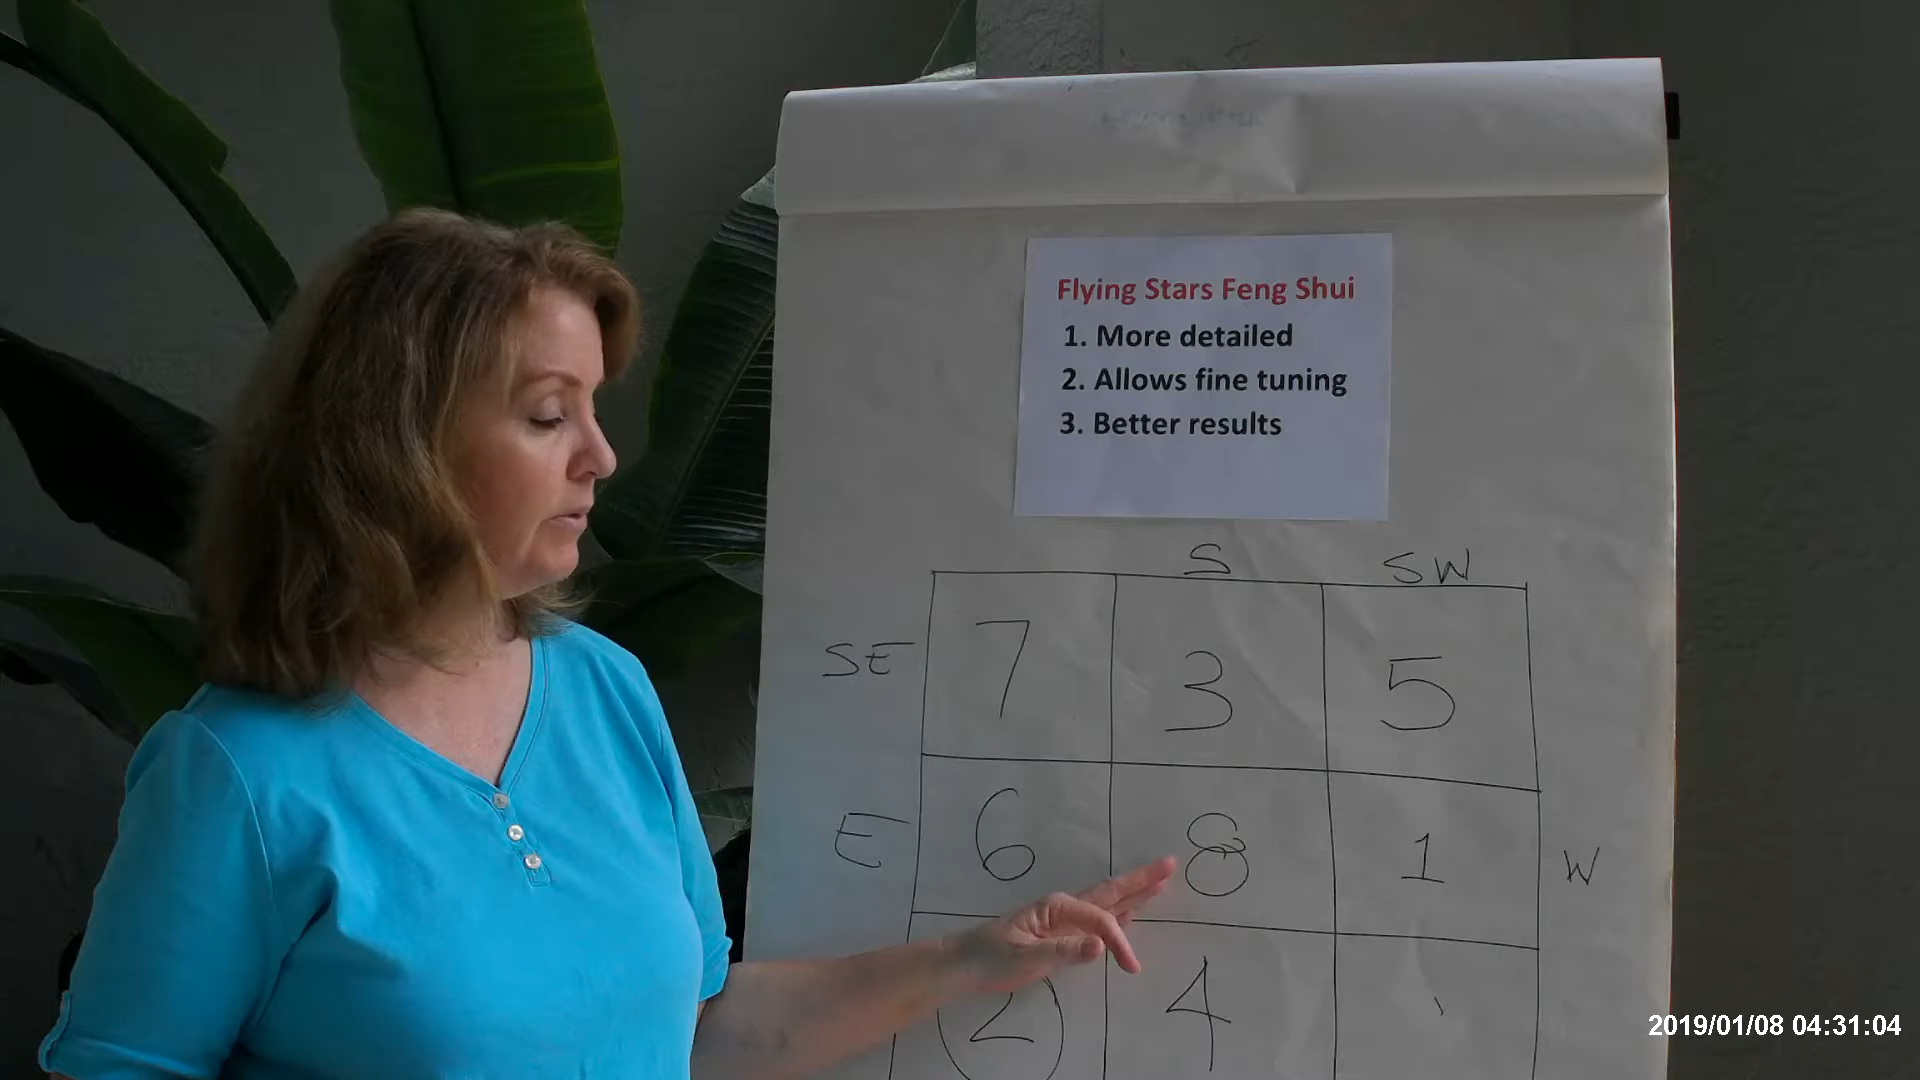 Flying Stars Feng Shui
1. More detailed
2. Allows fine tuning
3. Better results
S SW
SE 7 3 5
E 6 8 1 W
2 4
2019/01/08 04:31:04